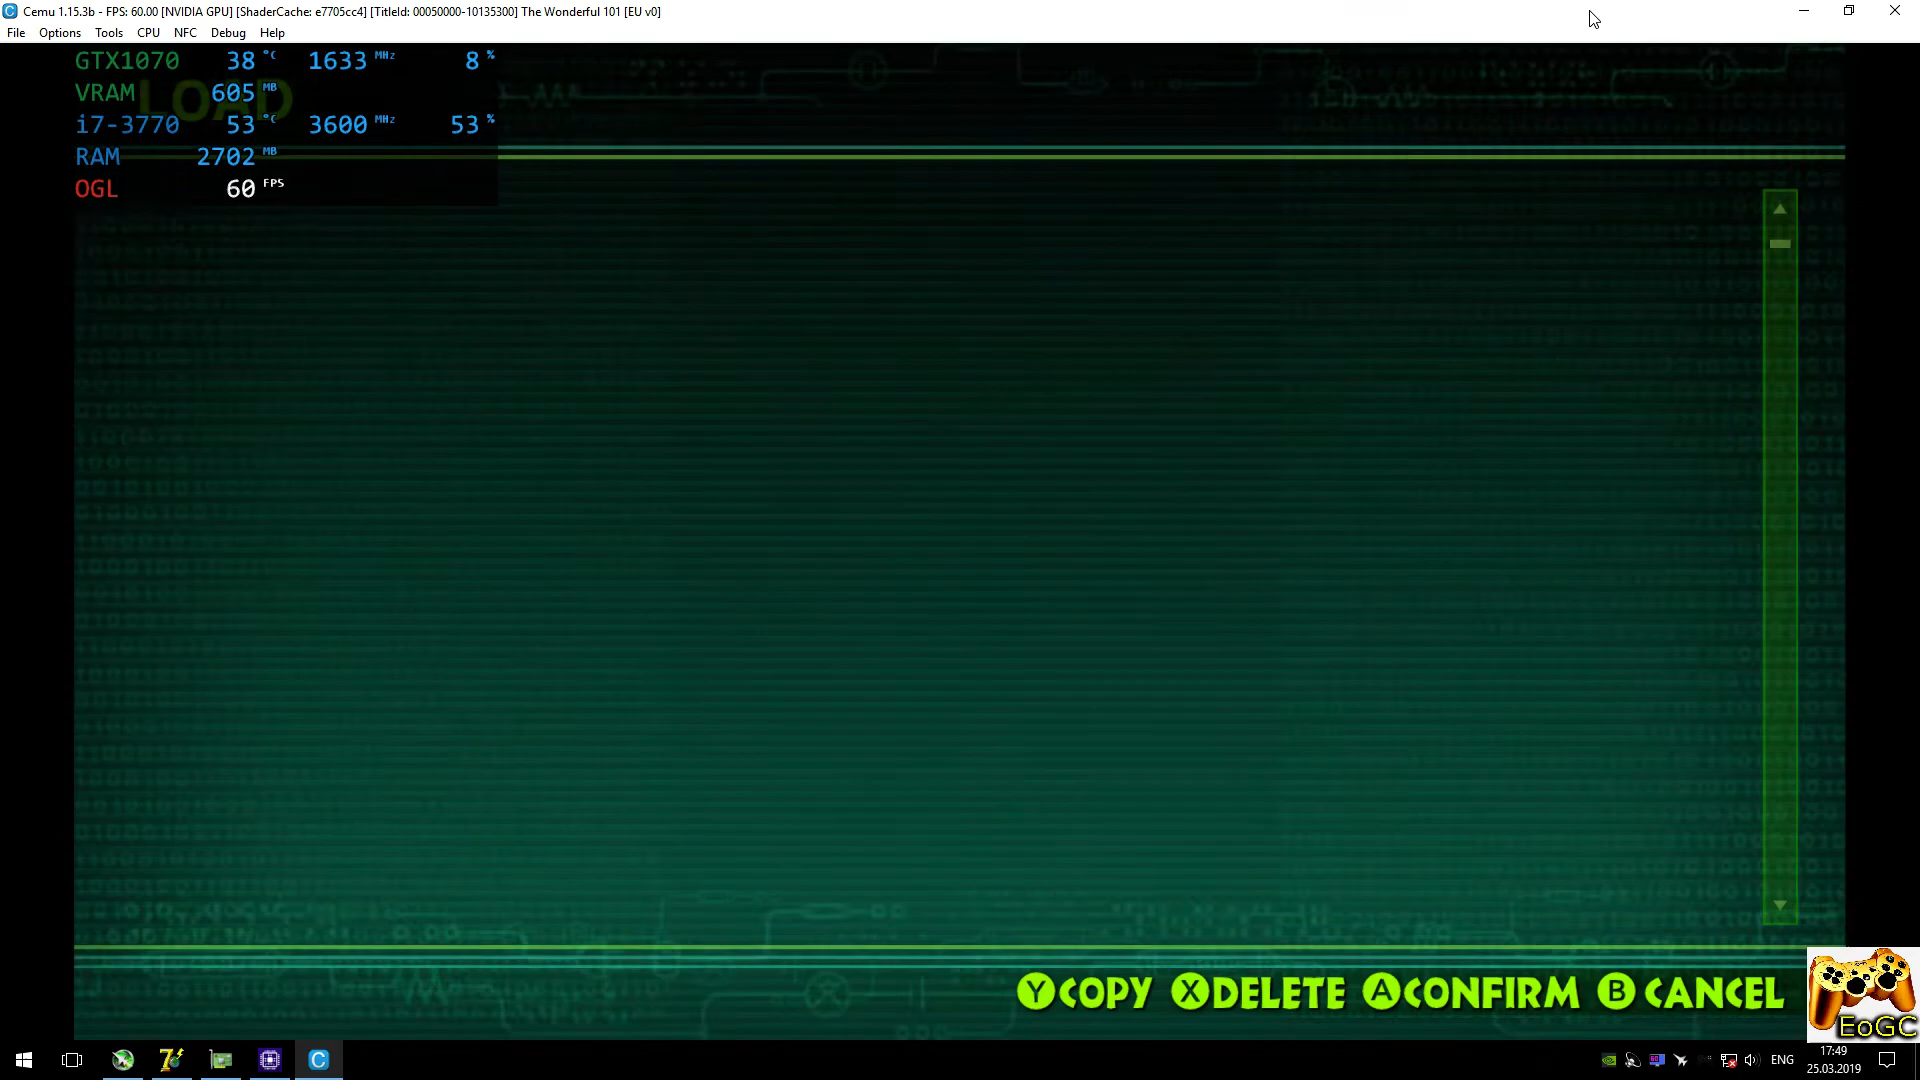 Cemu 1.15.3b - FPS: 60.00 [NVIDIA GPU] [ShaderCache: e7705cc4] [TitleId: 00050000-10135300] The Wonderful 101 [EU v0]
File Options Tools CPU NFC Debug Help
LOAD
GTX1070 38 °C 1633 MHz 8 %
VRAM 605 MB
i7-3770 53 °C 3600 MHz 53 %
RAM 2702 MB
OGL 60 FPS
Y COPY X DELETE A CONFIRM B CANCEL
EoGC
ENG
17:49
25.03.2019